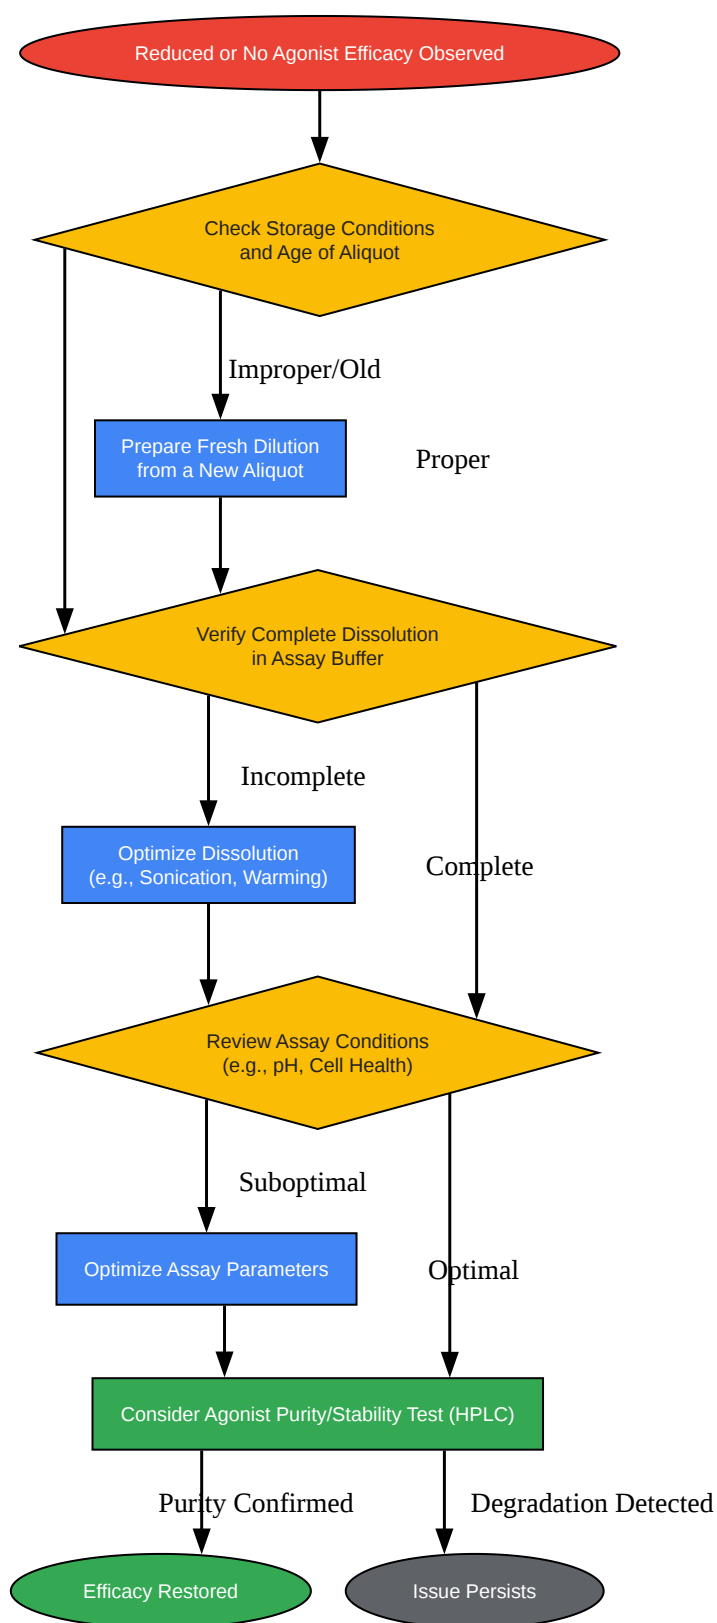 Reduced or No Agonist Efficacy Observed
Check Storage Conditions
and Age of Aliquot
Improper/Old
Prepare Fresh Dilution
from a New Aliquot
Proper
Verify Complete Dissolution
in Assay Buffer
Incomplete
Optimize Dissolution
(e.g., Sonication, Warming)
Complete
Review Assay Conditions
(e.g., pH, Cell Health)
Suboptimal
Optimize Assay Parameters
Optimal
Consider Agonist Purity/Stability Test (HPLC)
Purity Confirmed
Degradation Detected
Efficacy Restored
Issue Persists